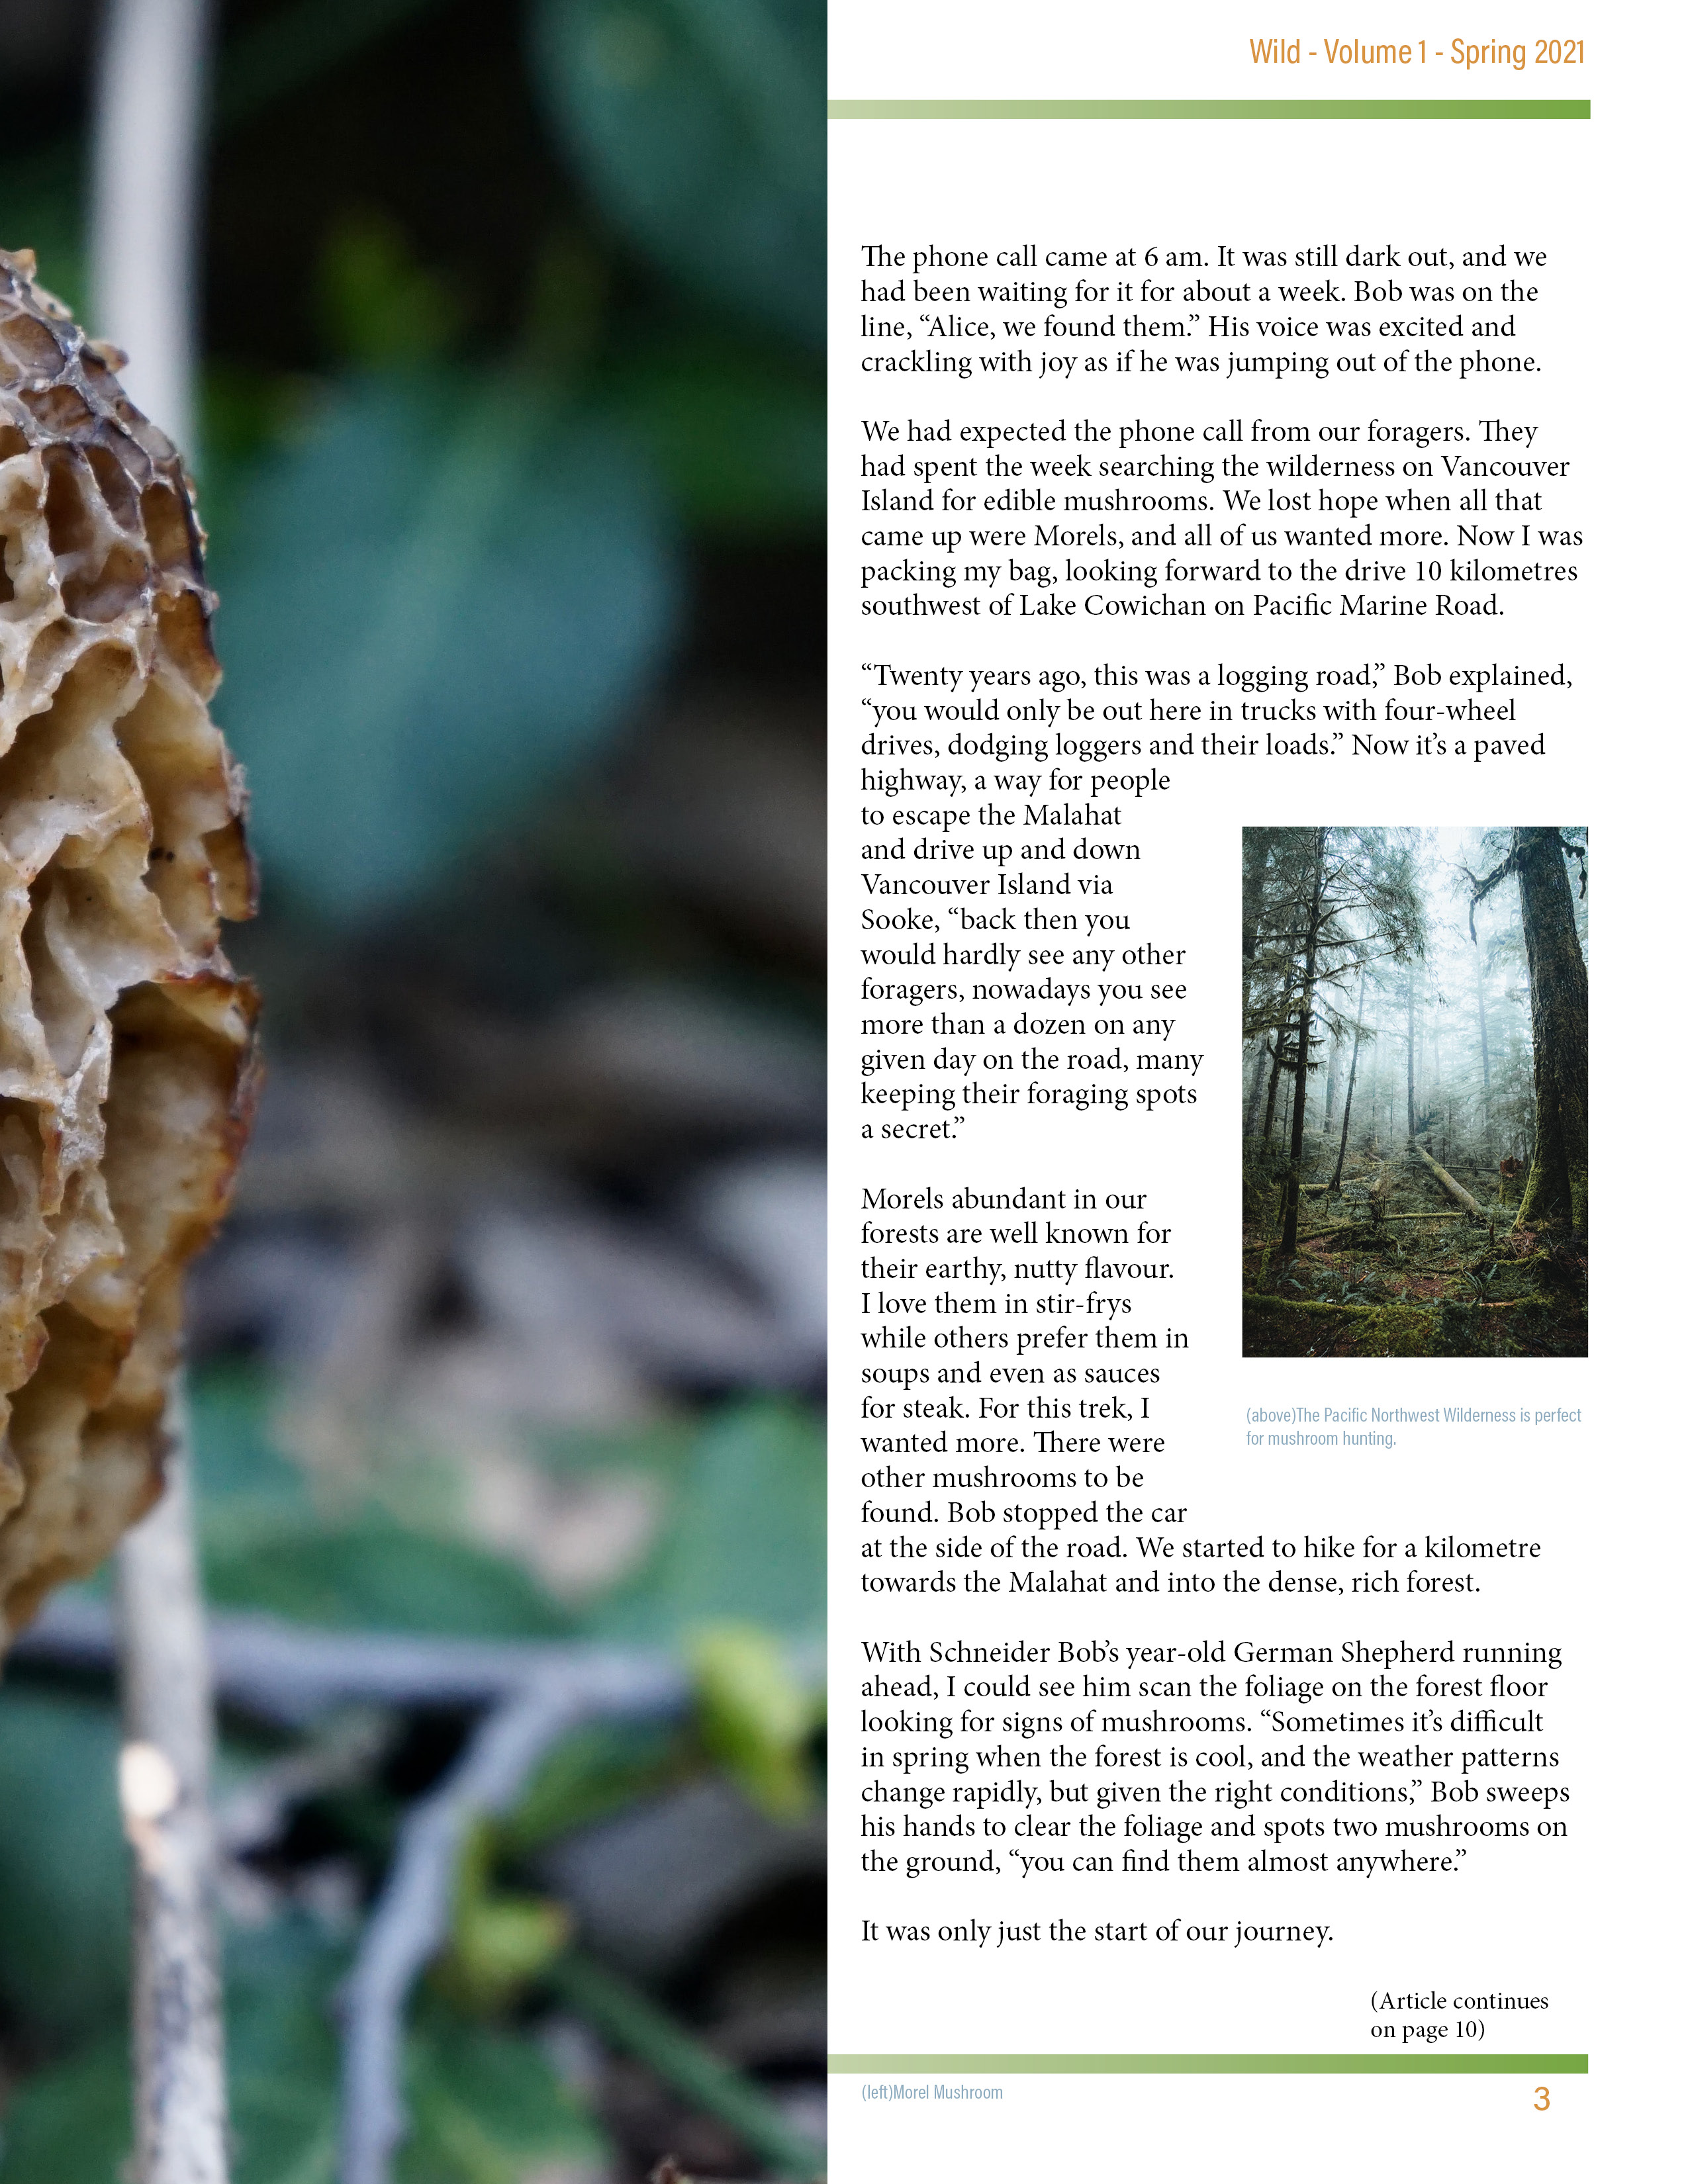 Wild - Volume 1 - Spring 2021
The phone call came at 6 am. It was still dark out, and we
had been waiting for it for about a week. Bob was on the
line, “Alice, we found them.” His voice was excited and
crackling with joy as if he was jumping out of the phone.
We had expected the phone call from our foragers. They
had spent the week searching the wilderness on Vancouver
Island for edible mushrooms. We lost hope when all that
came up were Morels, and all of us wanted more. Now I was
packing my bag, looking forward to the drive 10 kilometres
southwest of Lake Cowichan on Pacific Marine Road.
“Twenty years ago, this was a logging road,” Bob explained,
“you would only be out here in trucks with four-wheel
drives, dodging loggers and their loads.” Now it’s a paved
highway, a way for people
to escape the Malahat
and drive up and down
Vancouver Island via
Sooke, “back then you
would hardly see any other
foragers, nowadays you see
more than a dozen on any
given day on the road, many
keeping their foraging spots
a secret.”
Morels abundant in our
forests are well known for
their earthy, nutty flavour.
I love them in stir-frys
while others prefer them in
soups and even as sauces
for steak. For this trek, I
wanted more. There were
other mushrooms to be
found. Bob stopped the car
at the side of the road. We started to hike for a kilometre
towards the Malahat and into the dense, rich forest.
(above)The Pacific Northwest Wilderness is perfect
for mushroom hunting.
With Schneider Bob’s year-old German Shepherd running
ahead, I could see him scan the foliage on the forest floor
looking for signs of mushrooms. “Sometimes it’s difficult
in spring when the forest is cool, and the weather patterns
change rapidly, but given the right conditions,” Bob sweeps
his hands to clear the foliage and spots two mushrooms on
the ground, “you can find them almost anywhere.”
It was only just the start of our journey.
(Article continues
on page 10)
(left)Morel Mushroom
3